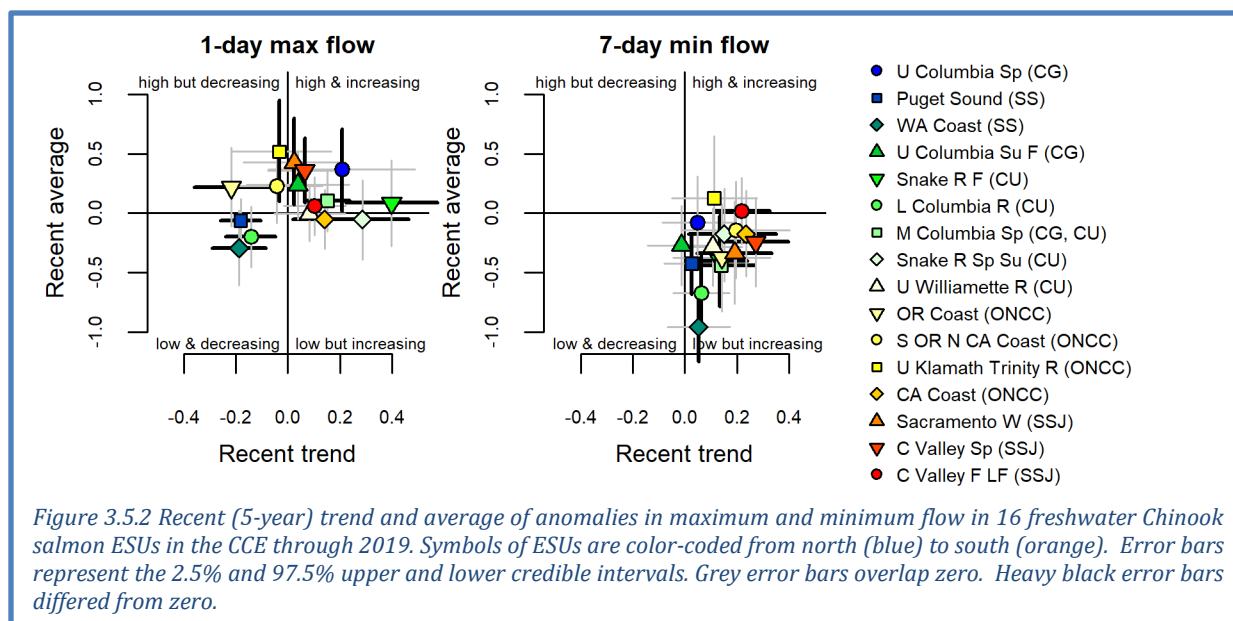 1-day max flow
high but decreasing
high & increasing
1.0
0.5
0.0
-0.5
-1.0
Recent average
low & decreasing
low but increasing
-0.4
-0.2
0.0
0.2
0.4
Recent trend
7-day min flow
high but decreasing
high & increasing
1.0
0.5
0.0
-0.5
-1.0
Recent average
low & decreasing
low but increasing
-0.4
-0.2
0.0
0.2
0.4
Recent trend
U Columbia Sp (CG)
Puget Sound (SS)
WA Coast (SS)
U Columbia Su F (CG)
Snake R F (CU)
L Columbia R (CU)
M Columbia Sp (CG, CU)
Snake R Sp Su (CU)
U Williamette R (CU)
OR Coast (ONCC)
S OR N CA Coast (ONCC)
U Klamath Trinity R (ONCC)
CA Coast (ONCC)
Sacramento W (SSJ)
C Valley Sp (SSJ)
C Valley F LF (SSJ)
Figure 3.5.2 Recent (5-year) trend and average of anomalies in maximum and minimum flow in 16 freshwater Chinook
salmon ESUs in the CCE through 2019. Symbols of ESUs are color-coded from north (blue) to south (orange). Error bars
represent the 2.5% and 97.5% upper and lower credible intervals. Grey error bars overlap zero. Heavy black error bars
differed from zero.